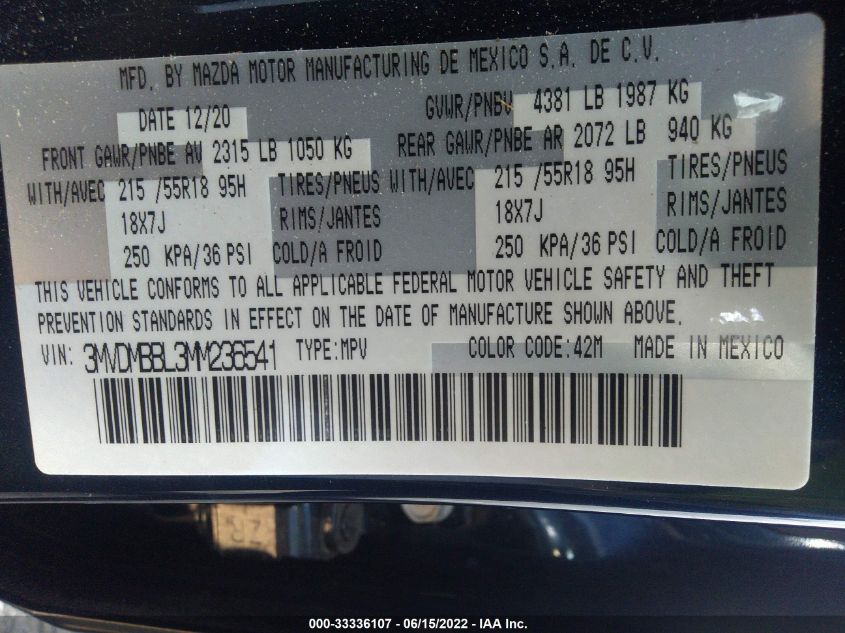 MFD. BY MAZDA MOTOR MANUFACTURING DE MEXICO S.A. DE C.V.
DATE 12/20 GVWR/PNBV 4381 LB 1987 KG
FRONT GAWR/PNBE AV 2315 LB 1050 KG REAR GAWR/PNBE AR 2072 LB 940 KG
WITH/AVEC 215 /55R18 95H TIRES/PNEUS WITH/AVEC 215 /55R18 95H TIRES/PNEUS
18X7J RIMS/JANTES 18X7J RIMS/JANTES
250 KPA/36 PSI COLD/A FROID 250 KPA/36 PSI COLD/A FROID
THIS VEHICLE CONFORMS TO ALL APPLICABLE FEDERAL MOTOR VEHICLE SAFETY AND THEFT
PREVENTION STANDARDS IN EFFECT ON THE DATE OF MANUFACTURE SHOWN ABOVE.
VIN: 3MVDMBBL3MM236541 TYPE:MPV COLOR CODE:42M MADE IN MEXICO
000-33336107 - 06/15/2022 - IAA Inc.